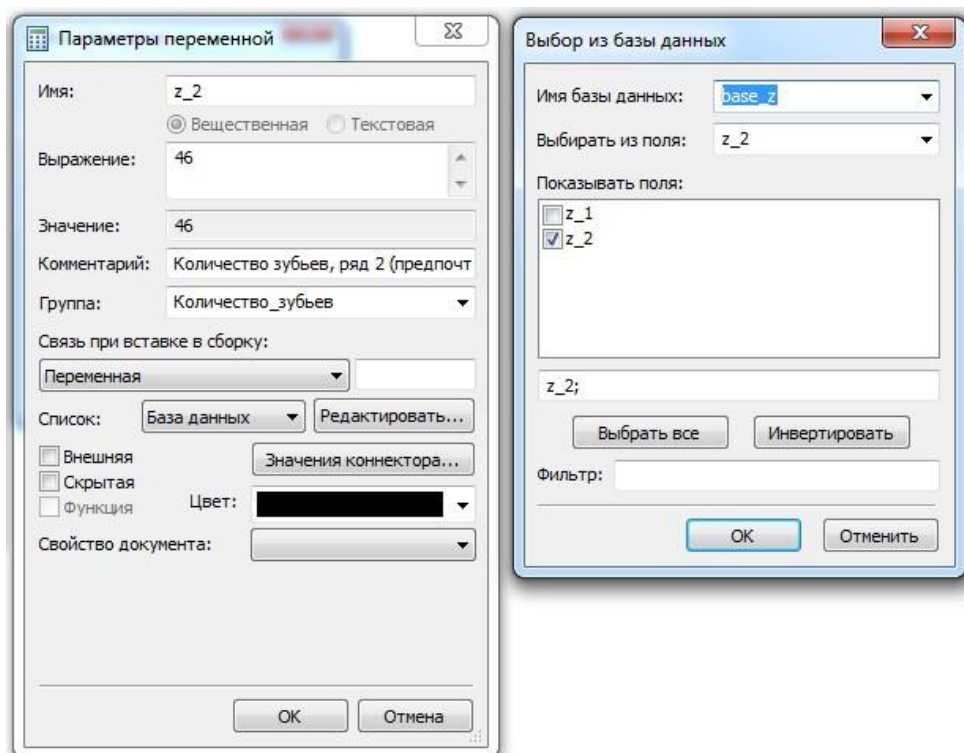 Параметры переменной
Имя:
z_2
Вещественная
Текстовая
Выражение:
46
Значение:
46
Комментарий:
Количество зубьев, ряд 2 (предпочт
Группа:
Количество_зубьев
Связь при вставке в сборку:
Переменная
Список:
База данных
Редактировать...
Внешняя
Значения коннектора...
Скрытая
Функция
Цвет:
Свойство документа:
OK
Отмена
Выбор из базы данных
Имя базы данных:
base_z
Выбирать из поля:
z_2
Показывать поля:
z_1
z_2
z_2;
Выбрать все
Инвертировать
Фильтр:
OK
Отменить